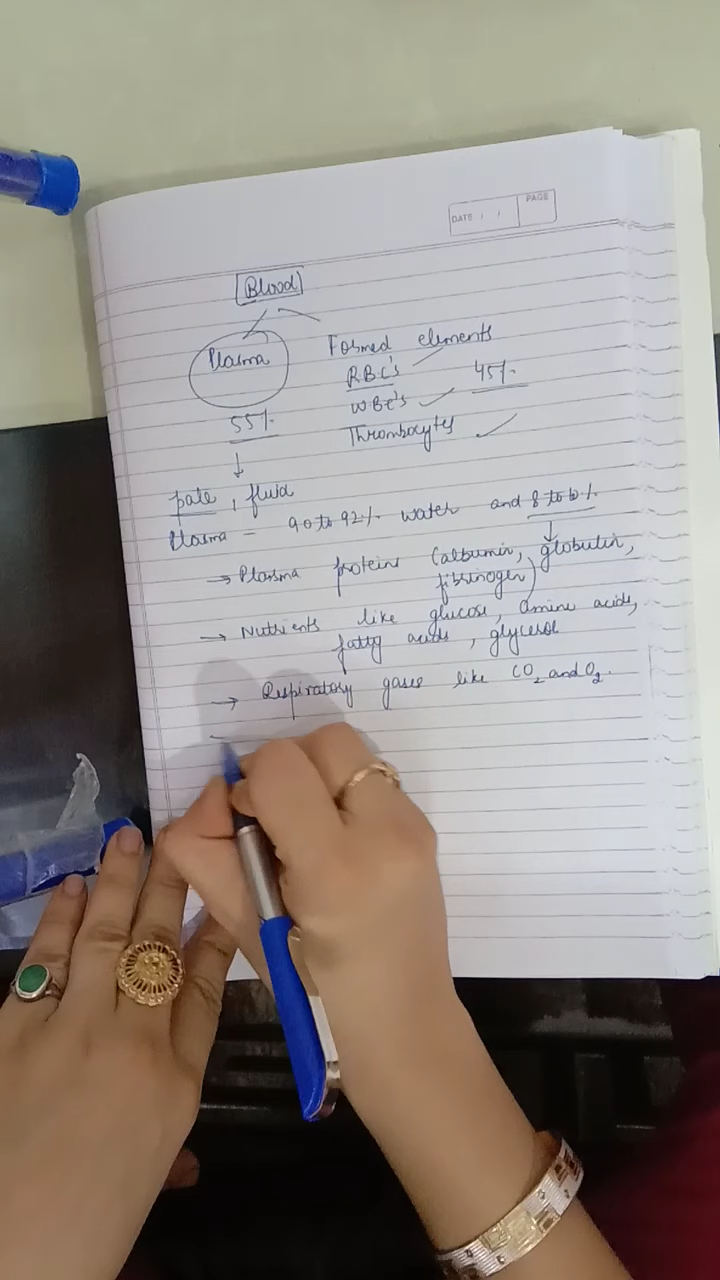 DATE / / PAGE
Blood
Plasma
Formed elements
RBC's
45%
WBC's
55%
Thrombocytes
pale, fluid
Plasma - 90 to 92% water and 8 to
→ Plasma proteins (albumin, globulin,
fibrinogen)
→ Nutrients like glucose, amino acids,
fatty acids, glycerol
→ Respiratory gases like CO2 and O2.